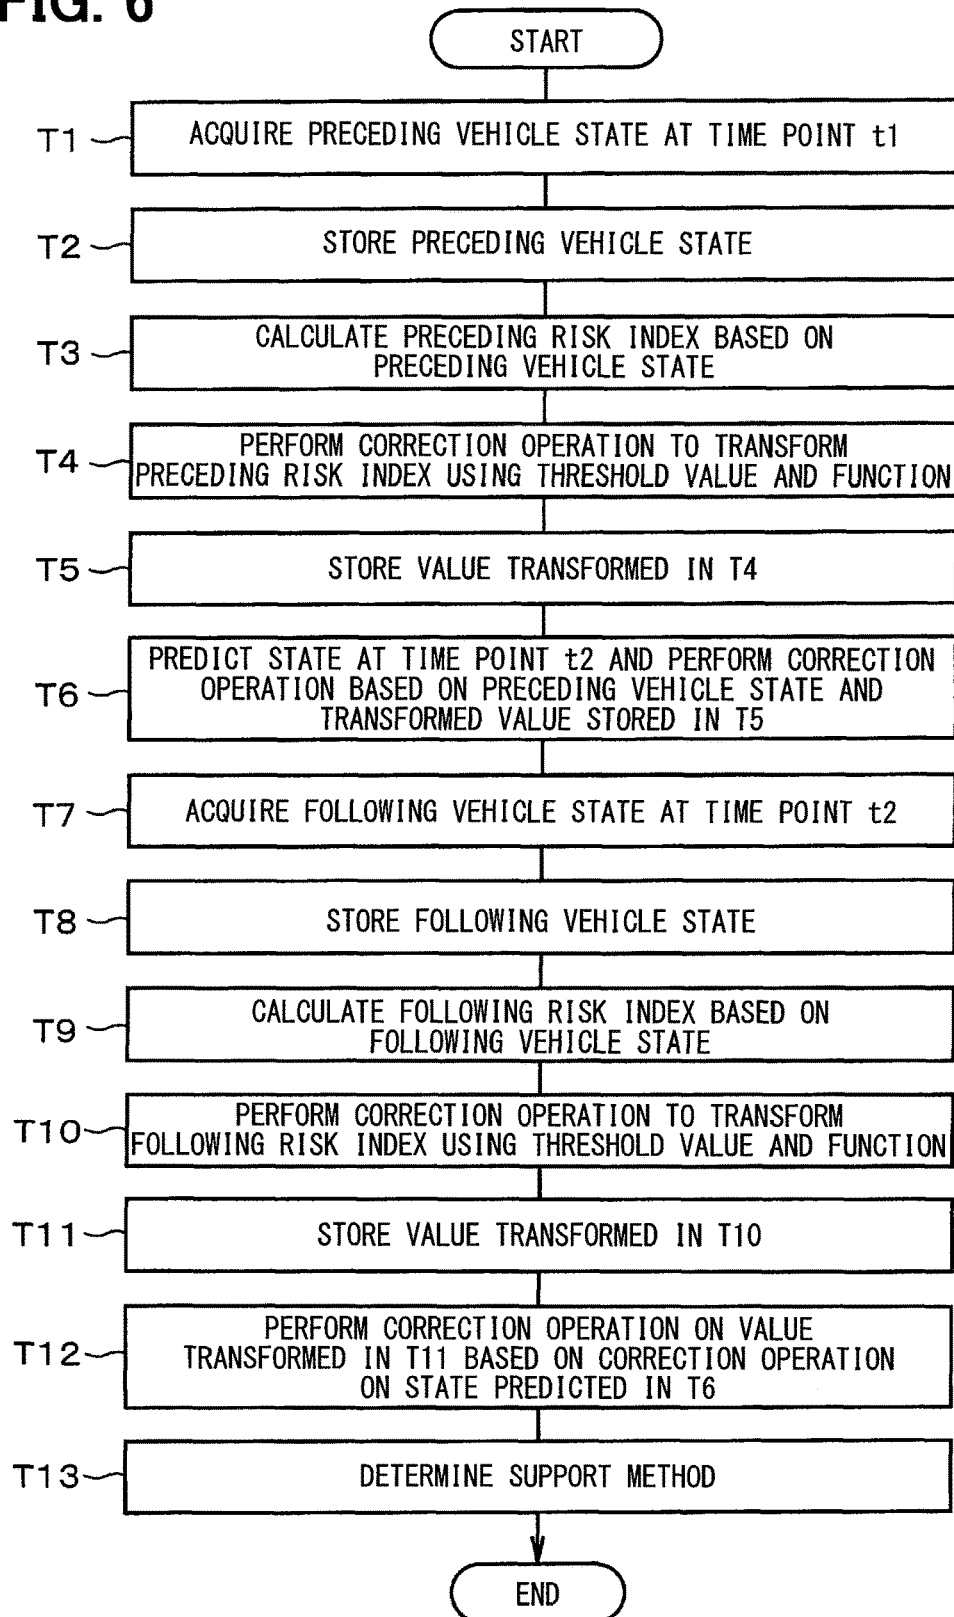 FIG. 6
START
T1
ACQUIRE PRECEDING VEHICLE STATE AT TIME POINT t1
T2
STORE PRECEDING VEHICLE STATE
T3
CALCULATE PRECEDING RISK INDEX BASED ON
PRECEDING VEHICLE STATE
T4
PERFORM CORRECTION OPERATION TO TRANSFORM
PRECEDING RISK INDEX USING THRESHOLD VALUE AND FUNCTION
T5
STORE VALUE TRANSFORMED IN T4
T6
PREDICT STATE AT TIME POINT t2 AND PERFORM CORRECTION
OPERATION BASED ON PRECEDING VEHICLE STATE AND
TRANSFORMED VALUE STORED IN T5
T7
ACQUIRE FOLLOWING VEHICLE STATE AT TIME POINT t2
T8
STORE FOLLOWING VEHICLE STATE
T9
CALCULATE FOLLOWING RISK INDEX BASED ON
FOLLOWING VEHICLE STATE
T10
PERFORM CORRECTION OPERATION TO TRANSFORM
FOLLOWING RISK INDEX USING THRESHOLD VALUE AND FUNCTION
T11
STORE VALUE TRANSFORMED IN T10
T12
PERFORM CORRECTION OPERATION ON VALUE
TRANSFORMED IN T11 BASED ON CORRECTION OPERATION
ON STATE PREDICTED IN T6
T13
DETERMINE SUPPORT METHOD
END